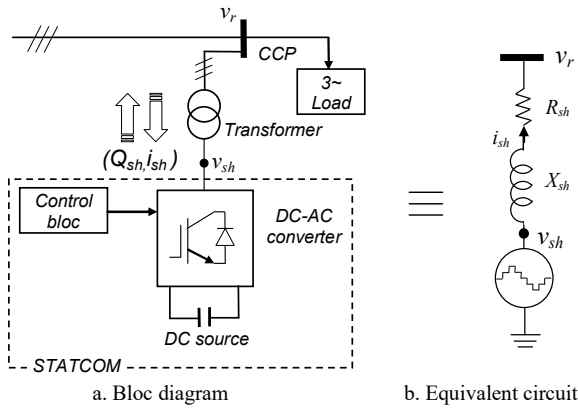 v_r
CCP
3~
Load
Transformer
(Q_sh,i_sh)
v_sh
Control
bloc
DC-AC
converter
DC source
STATCOM
a. Bloc diagram
v_r
R_sh
i_sh
X_sh
v_sh
b. Equivalent circuit